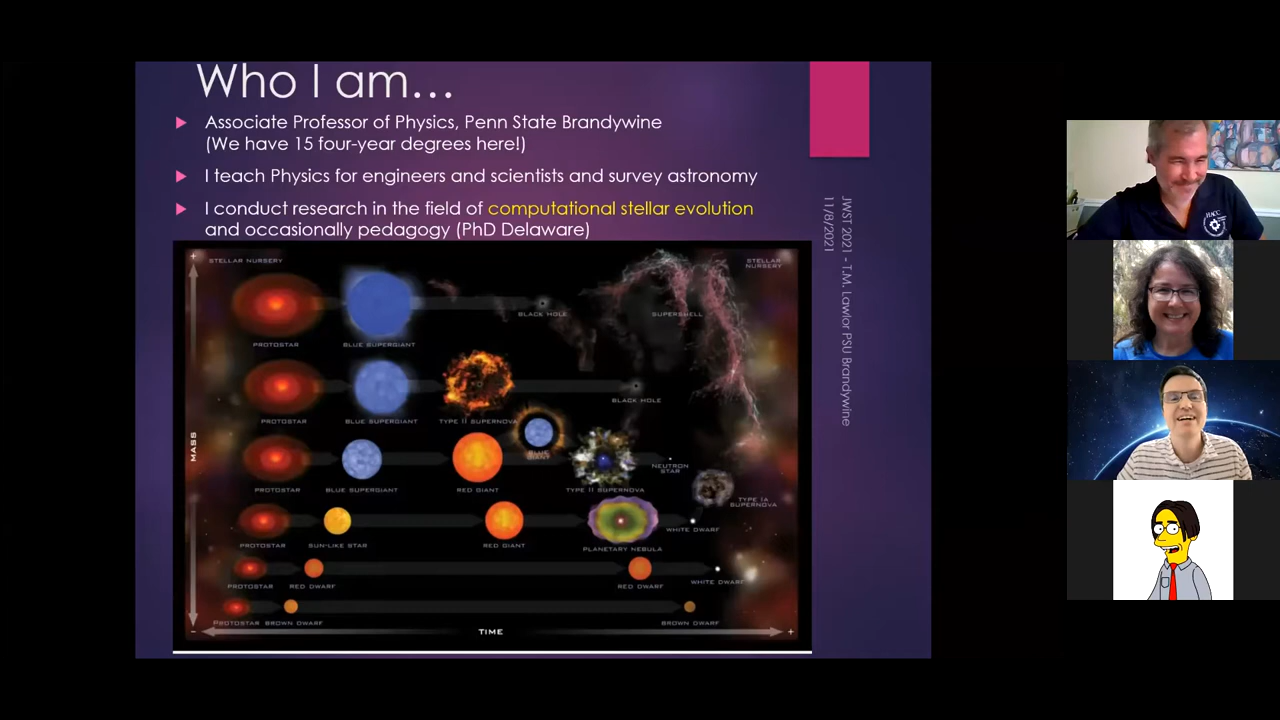 Who I am...
Associate Professor of Physics, Penn State Brandywine
(We have 15 four-year degrees here!)
I teach Physics for engineers and scientists and survey astronomy
I conduct research in the field of computational stellar evolution
and occasionally pedagogy (PhD Delaware)
JWST 2021 - T.M. Lawlor PSU Brandywine
11/8/2021
+
STELLAR NURSERY
STELLAR
NURSERY
BLACK HOLE
SUPERSHELL
PROTOSTAR
BLUE SUPERGIANT
BLACK HOLE
PROTOSTAR
BLUE SUPERGIANT
TYPE II SUPERNOVA
MASS
BLUE
GIANT
NEUTRON
STAR
PROTOSTAR
BLUE SUPERGIANT
RED GIANT
TYPE II SUPERNOVA
TYPE IA
SUPERNOVA
WHITE DWARF
PROTOSTAR
SUN-LIKE STAR
RED GIANT
PLANETARY NEBULA
PROTOSTAR
RED DWARF
RED DWARF
WHITE DWARF
PROTOSTAR
BROWN DWARF
BROWN DWARF
-
TIME
+
HACC